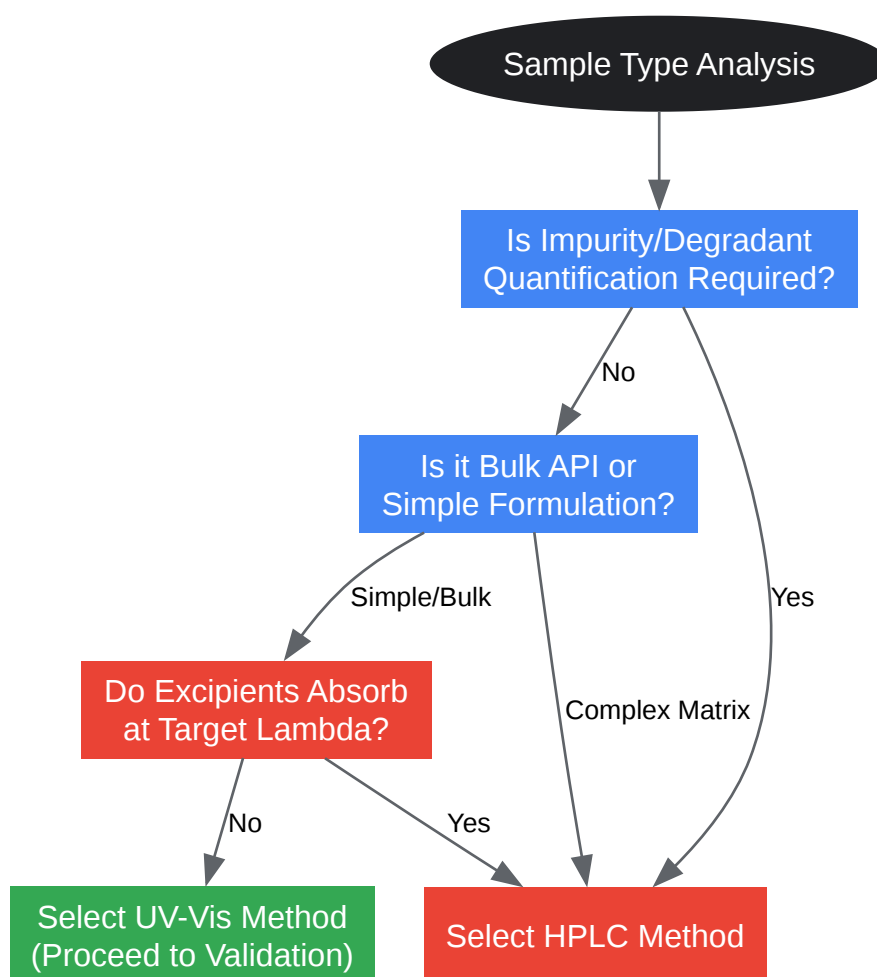 Sample Type Analysis
Is Impurity/Degradant
Quantification Required?
No
Is it Bulk API or
Simple Formulation?
Simple/Bulk
Yes
Do Excipients Absorb
at Target Lambda?
Complex Matrix
No
Yes
Select UV-Vis Method
(Proceed to Validation)
Select HPLC Method